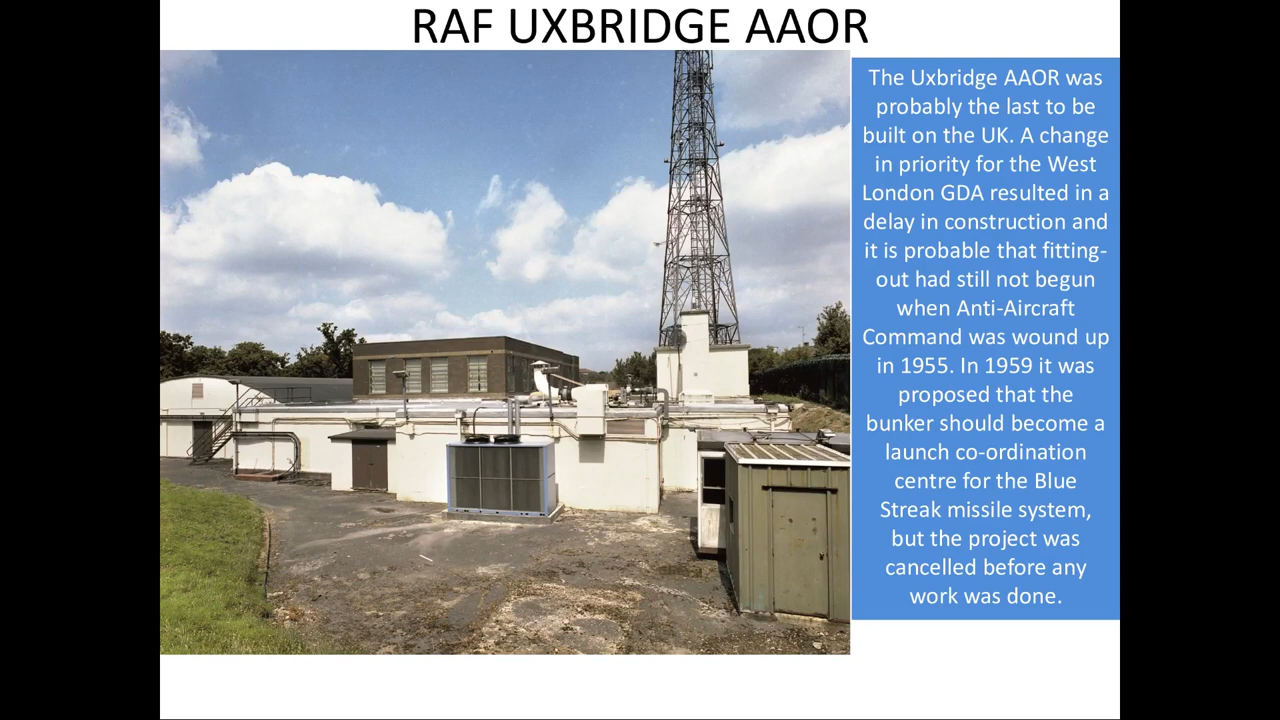 RAF UXBRIDGE AAOR
The Uxbridge AAOR was
probably the last to be
built on the UK. A change
in priority for the West
London GDA resulted in a
delay in construction and
it is probable that fitting-
out had still not begun
when Anti-Aircraft
Command was wound up
in 1955. In 1959 it was
proposed that the
bunker should become a
launch co-ordination
centre for the Blue
Streak missile system,
but the project was
cancelled before any
work was done.